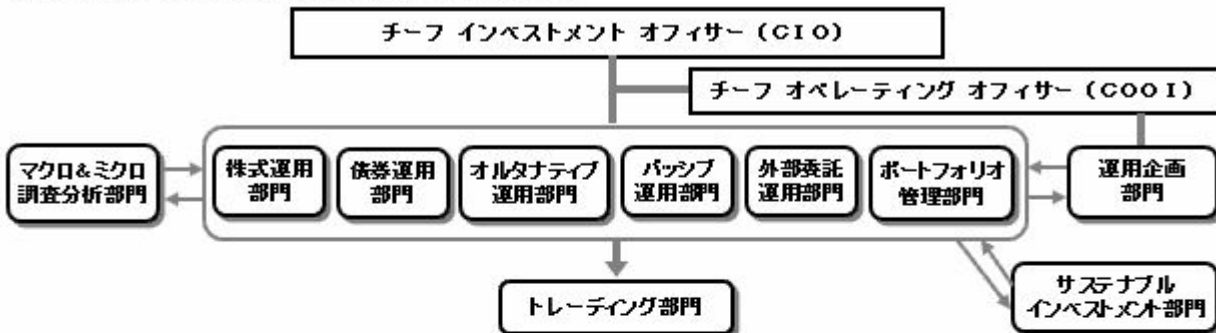 チーフ インベストメント オフィサー（CIO）
チーフ オペレーティング オフィサー（COOI）
マクロ&ミクロ
調査分析部門
株式運用
部門
債券運用
部門
オルタナティブ
運用部門
パッシブ
運用部門
外部委託
運用部門
ポートフォリオ
管理部門
運用企画
部門
トレーディング部門
サステナブル
インベストメント部門